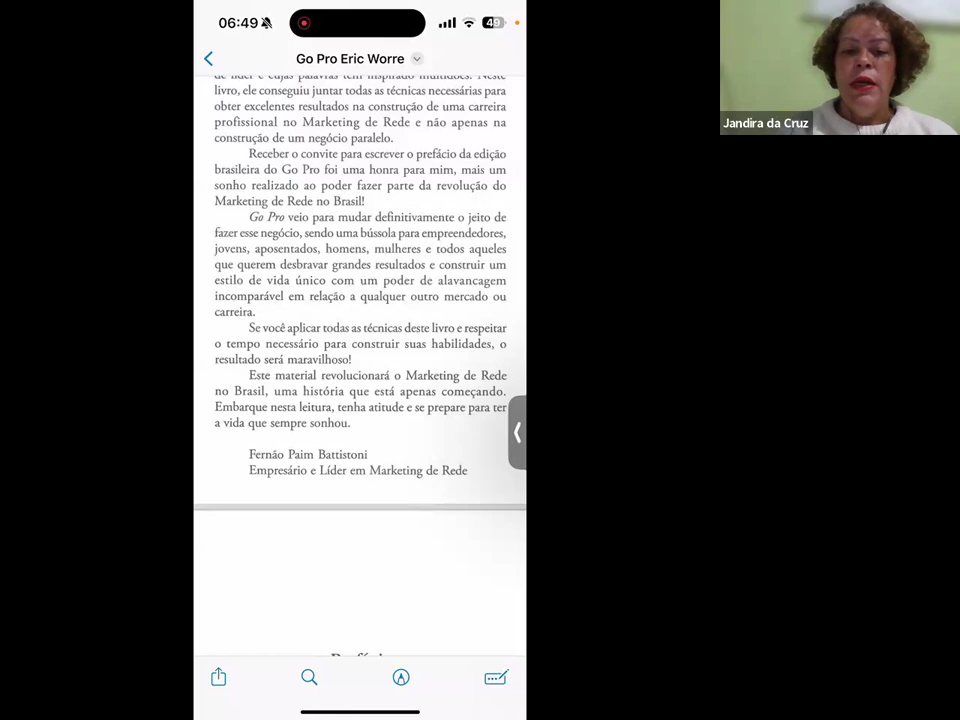 06:49
49
Go Pro Eric Worre
de líder e cujas palavras têm inspirado multidões. Neste
livro, ele conseguiu juntar todas as técnicas necessárias para
obter excelentes resultados na construção de uma carreira
profissional no Marketing de Rede e não apenas na
construção de um negócio paralelo.
Receber o convite para escrever o prefácio da edição
brasileira do Go Pro foi uma honra para mim, mais um
sonho realizado ao poder fazer parte da revolução do
Marketing de Rede no Brasil!
Go Pro veio para mudar definitivamente o jeito de
fazer esse negócio, sendo uma bússola para empreendedores,
jovens, aposentados, homens, mulheres e todos aqueles
que querem desbravar grandes resultados e construir um
estilo de vida único com um poder de alavancagem
incomparável em relação a qualquer outro mercado ou
carreira.
Se você aplicar todas as técnicas deste livro e respeitar
o tempo necessário para construir suas habilidades, o
resultado será maravilhoso!
Este material revolucionará o Marketing de Rede
no Brasil, uma história que está apenas começando.
Embarque nesta leitura, tenha atitude e se prepare para ter
a vida que sempre sonhou.
Fernão Paim Battistoni
Empresário e Líder em Marketing de Rede
Jandira da Cruz